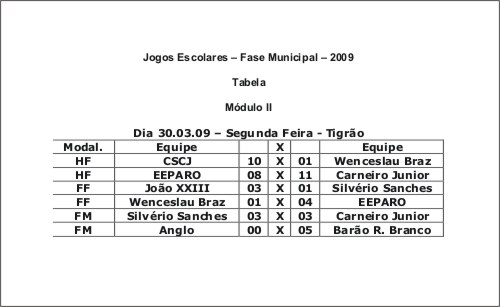 Jogos Escolares – Fase Municipal – 2009
Tabela
Módulo II
Dia 30.03.09 – Segunda Feira - Tigrão
Modal. Equipe X Equipe
HF CSCJ 10 X 01 Wenceslau Braz
HF EEPARO 08 X 11 Carneiro Junior
FF João XXIII 03 X 01 Silvério Sanches
FF Wenceslau Braz 01 X 04 EEPARO
FM Silvério Sanches 03 X 03 Carneiro Junior
FM Anglo 00 X 05 Barão R. Branco